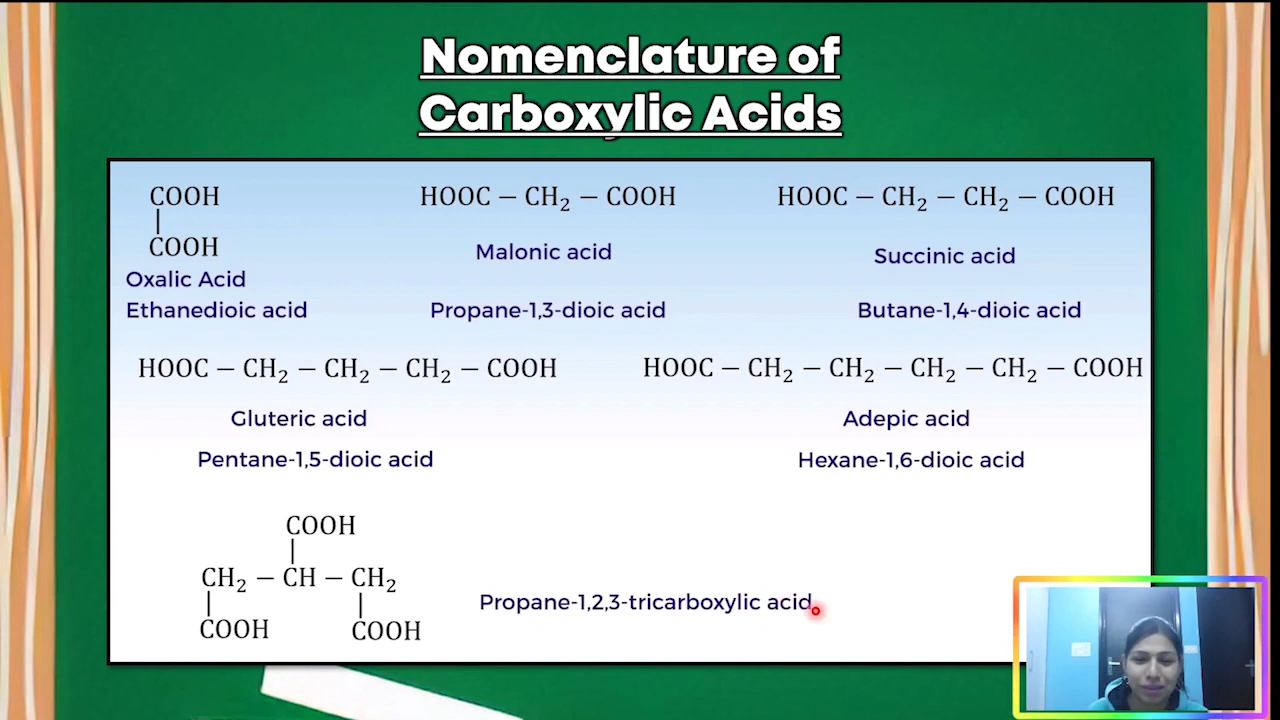 Nomenclature of
Carboxylic Acids
COOH
|
COOH
Oxalic Acid
Ethanedioic acid
HOOC − CH₂ − COOH
Malonic acid
Propane-1,3-dioic acid
HOOC − CH₂ − CH₂ − COOH
Succinic acid
Butane-1,4-dioic acid
HOOC − CH₂ − CH₂ − CH₂ − COOH
Gluteric acid
Pentane-1,5-dioic acid
HOOC − CH₂ − CH₂ − CH₂ − CH₂ − COOH
Adepic acid
Hexane-1,6-dioic acid
COOH
|
CH₂ − CH − CH₂
| |
COOH COOH
Propane-1,2,3-tricarboxylic acid